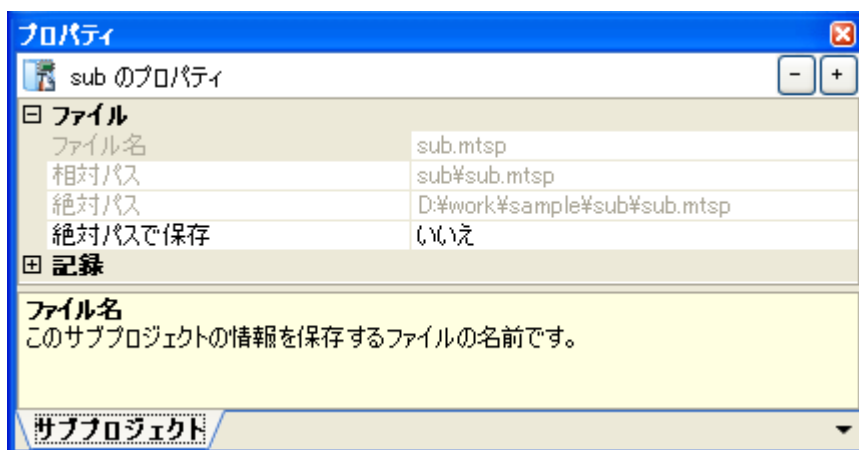 プロパティ
sub のプロパティ
ファイル
ファイル名 sub.mtsp
相対パス sub¥sub.mtsp
絶対パス D:¥work¥sample¥sub¥sub.mtsp
絶対パスで保存 いいえ
記録
ファイル名
このサブプロジェクトの情報を保存するファイルの名前です。
サブプロジェクト